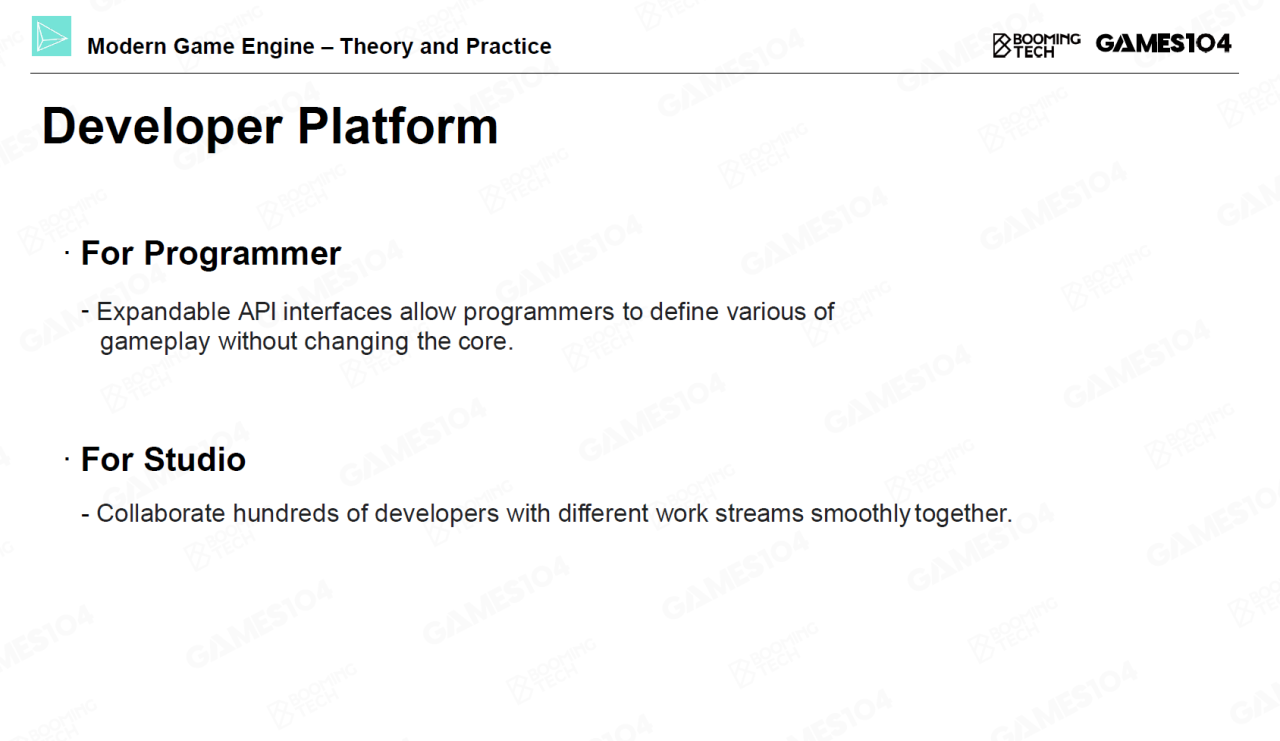 Modern Game Engine – Theory and Practice
BOOMING
TECH
GAMES104
Developer Platform
· For Programmer
- Expandable API interfaces allow programmers to define various of
gameplay without changing the core.
· For Studio
- Collaborate hundreds of developers with different work streams smoothly together.